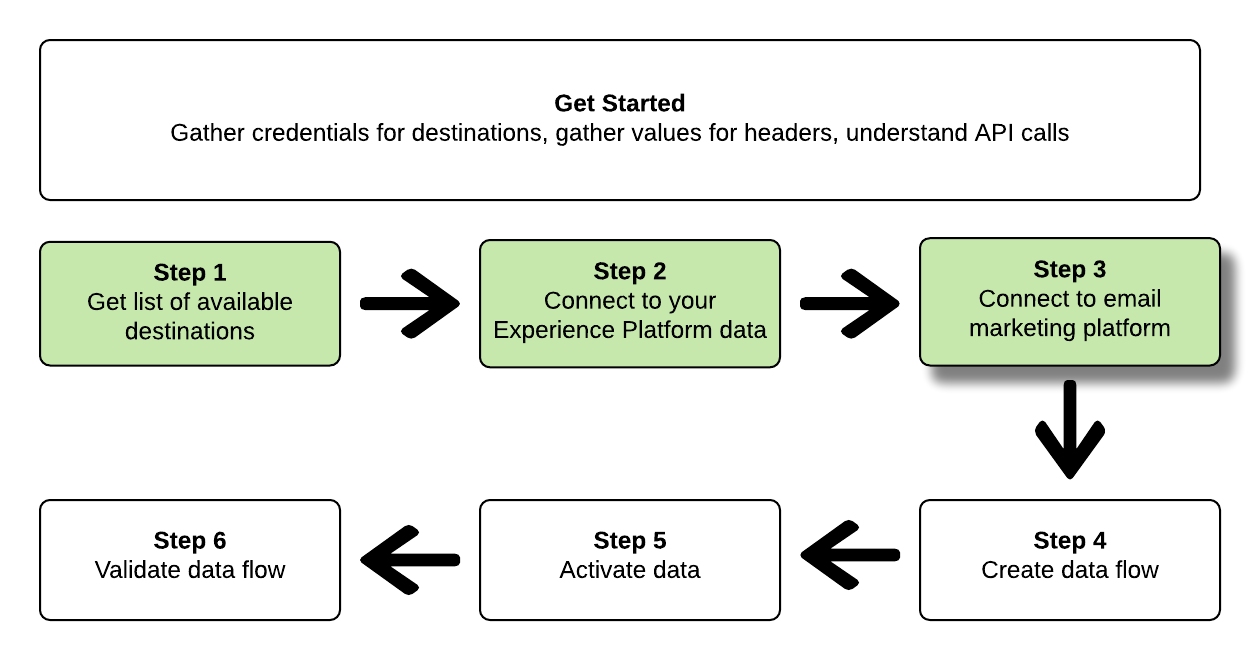 Get Started
Gather credentials for destinations, gather values for headers, understand API calls
Step 1
Get list of available
destinations
Step 2
Connect to your
Experience Platform data
Step 3
Connect to email
marketing platform
Step 4
Create data flow
Step 5
Activate data
Step 6
Validate data flow